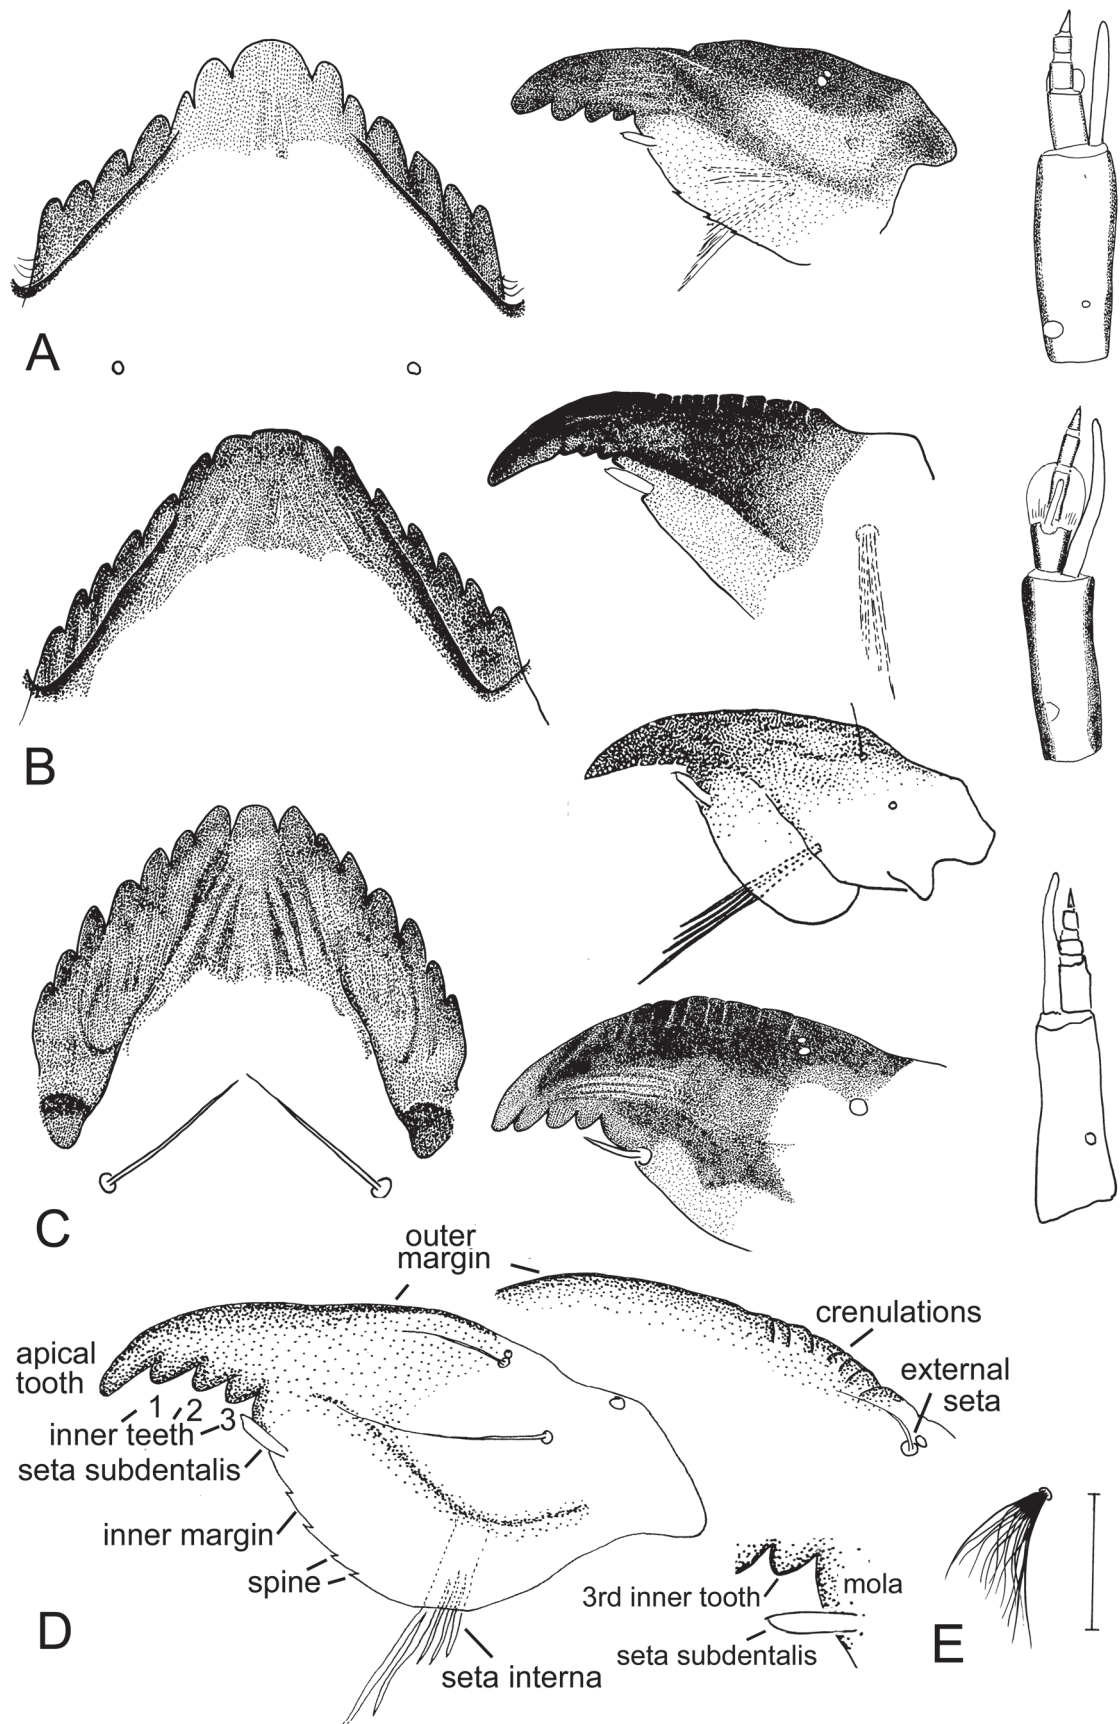 A
B
C
outer
margin
crenulations
apical
tooth
external
seta
1 2 3
inner teeth
seta subdentalis
inner margin
spine
3rd inner tooth
mola
seta subdentalis
seta interna
D
E